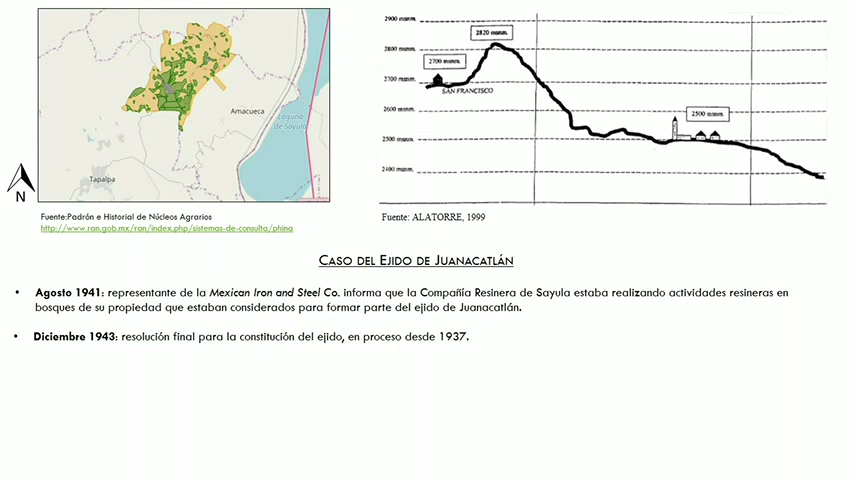 Amacueca
Laguna
de Sayula
Tapalpa
N
Fuente:Padrón e Historial de Núcleos Agrarios
http://www.ran.gob.mx/ran/index.php/sistemas-de-consulta/phina
2900 msnm.
2820 msnm.
2800 msnm.
2700 msnm.
2700 msnm.
SAN FRANCISCO
2600 msnm.
2500 msnm.
2500 msnm.
2400 msnm.
Fuente: ALATORRE, 1999
CASO DEL EJIDO DE JUANACATLÁN
• Agosto 1941: representante de la Mexican Iron and Steel Co. informa que la Compañía Resinera de Sayula estaba realizando actividades resineras en
bosques de su propiedad que estaban considerados para formar parte del ejido de Juanacatlán.
• Diciembre 1943: resolución final para la constitución del ejido, en proceso desde 1937.